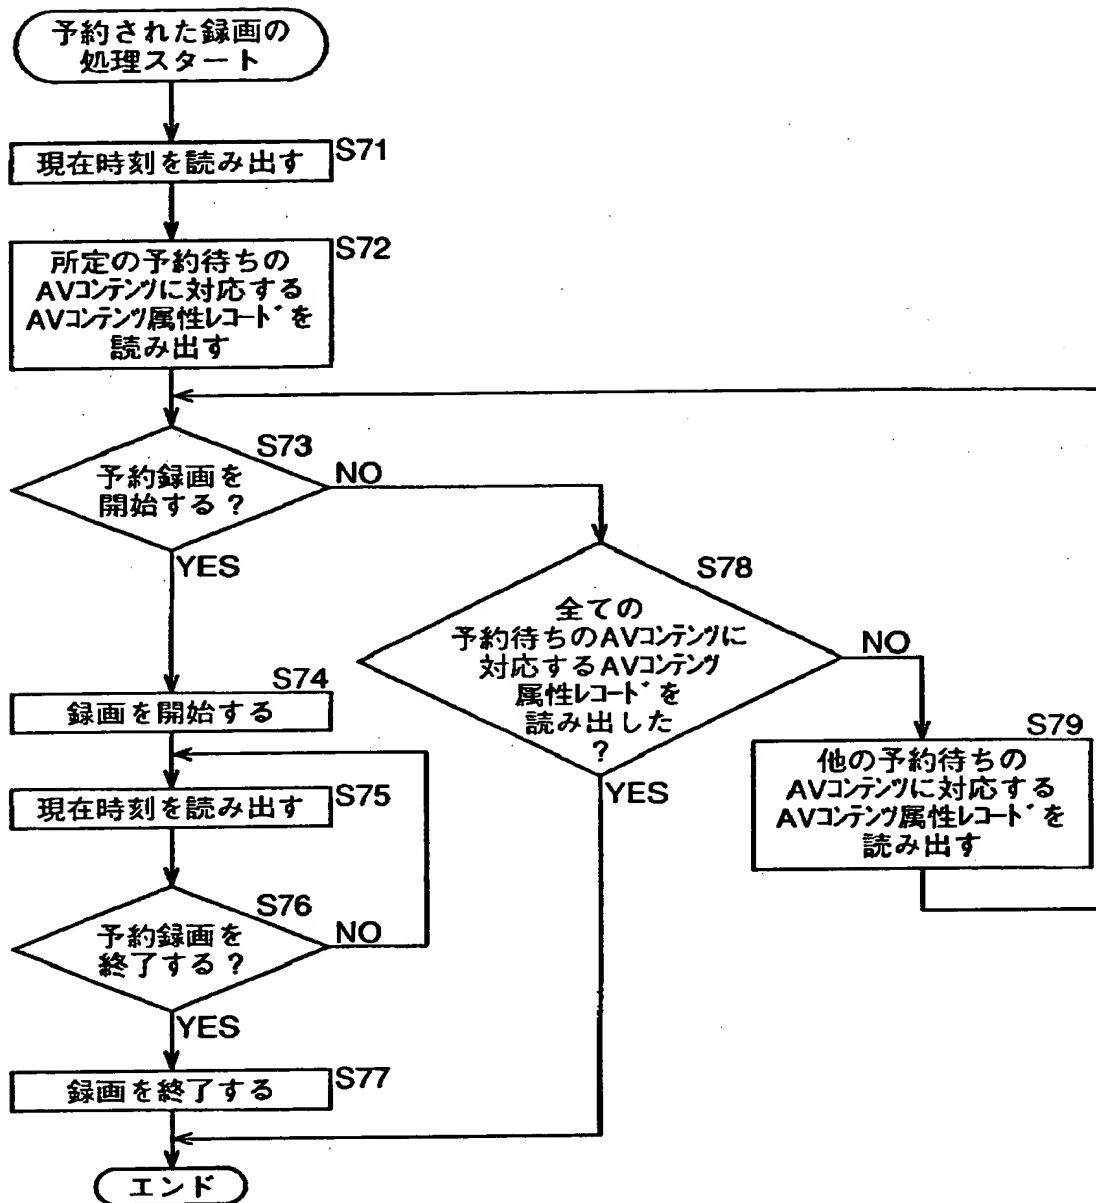 予約された録画の
処理スタート
現在時刻を読み出す
S71
S72
所定の予約待ちの
AVコンテンツに対応する
AVコンテンツ属性レコードを
読み出す
S73
予約録画を
開始する?
NO
YES
S78
全ての
予約待ちのAVコンテンツに
対応するAVコンテンツ
属性レコードを
読み出した
?
NO
YES
S79
他の予約待ちの
AVコンテンツに対応する
AVコンテンツ属性レコードを
読み出す
S74
録画を開始する
現在時刻を読み出す
S75
S76
予約録画を
終了する?
NO
YES
録画を終了する
S77
エンド